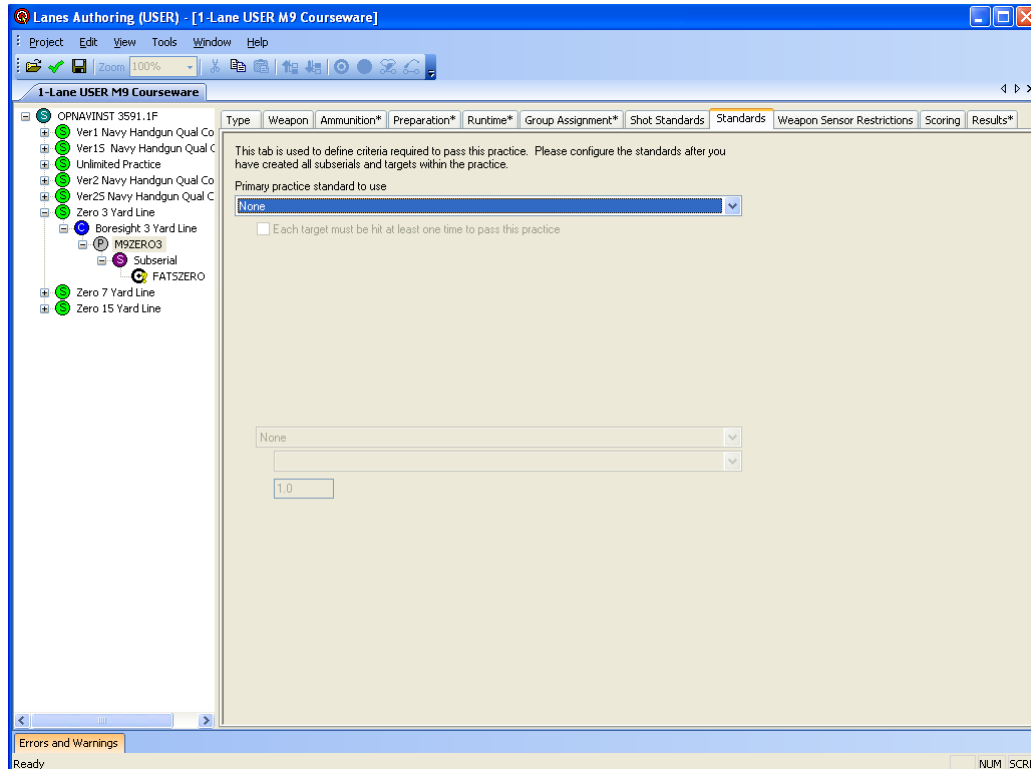 Lanes Authoring (USER) - [1-Lane USER M9 Courseware]
Project Edit View Tools Window Help
Zoom 100%
1-Lane USER M9 Courseware
OPNAVINST 3591.1F
Ver1 Navy Handgun Qual Co
Ver1S Navy Handgun Qual C
Unlimited Practice
Ver2 Navy Handgun Qual Co
Ver2S Navy Handgun Qual C
Zero 3 Yard Line
Boresight 3 Yard Line
M9ZERO3
Subserial
FATSZERO
Zero 7 Yard Line
Zero 15 Yard Line
Type Weapon Ammunition* Preparation* Runtime* Group Assignment* Shot Standards Standards Weapon Sensor Restrictions Scoring Results*
This tab is used to define criteria required to pass this practice. Please configure the standards after you
have created all subserials and targets within the practice.
Primary practice standard to use
None
Each target must be hit at least one time to pass this practice
None
1.0
Errors and Warnings
Ready NUM SCRL